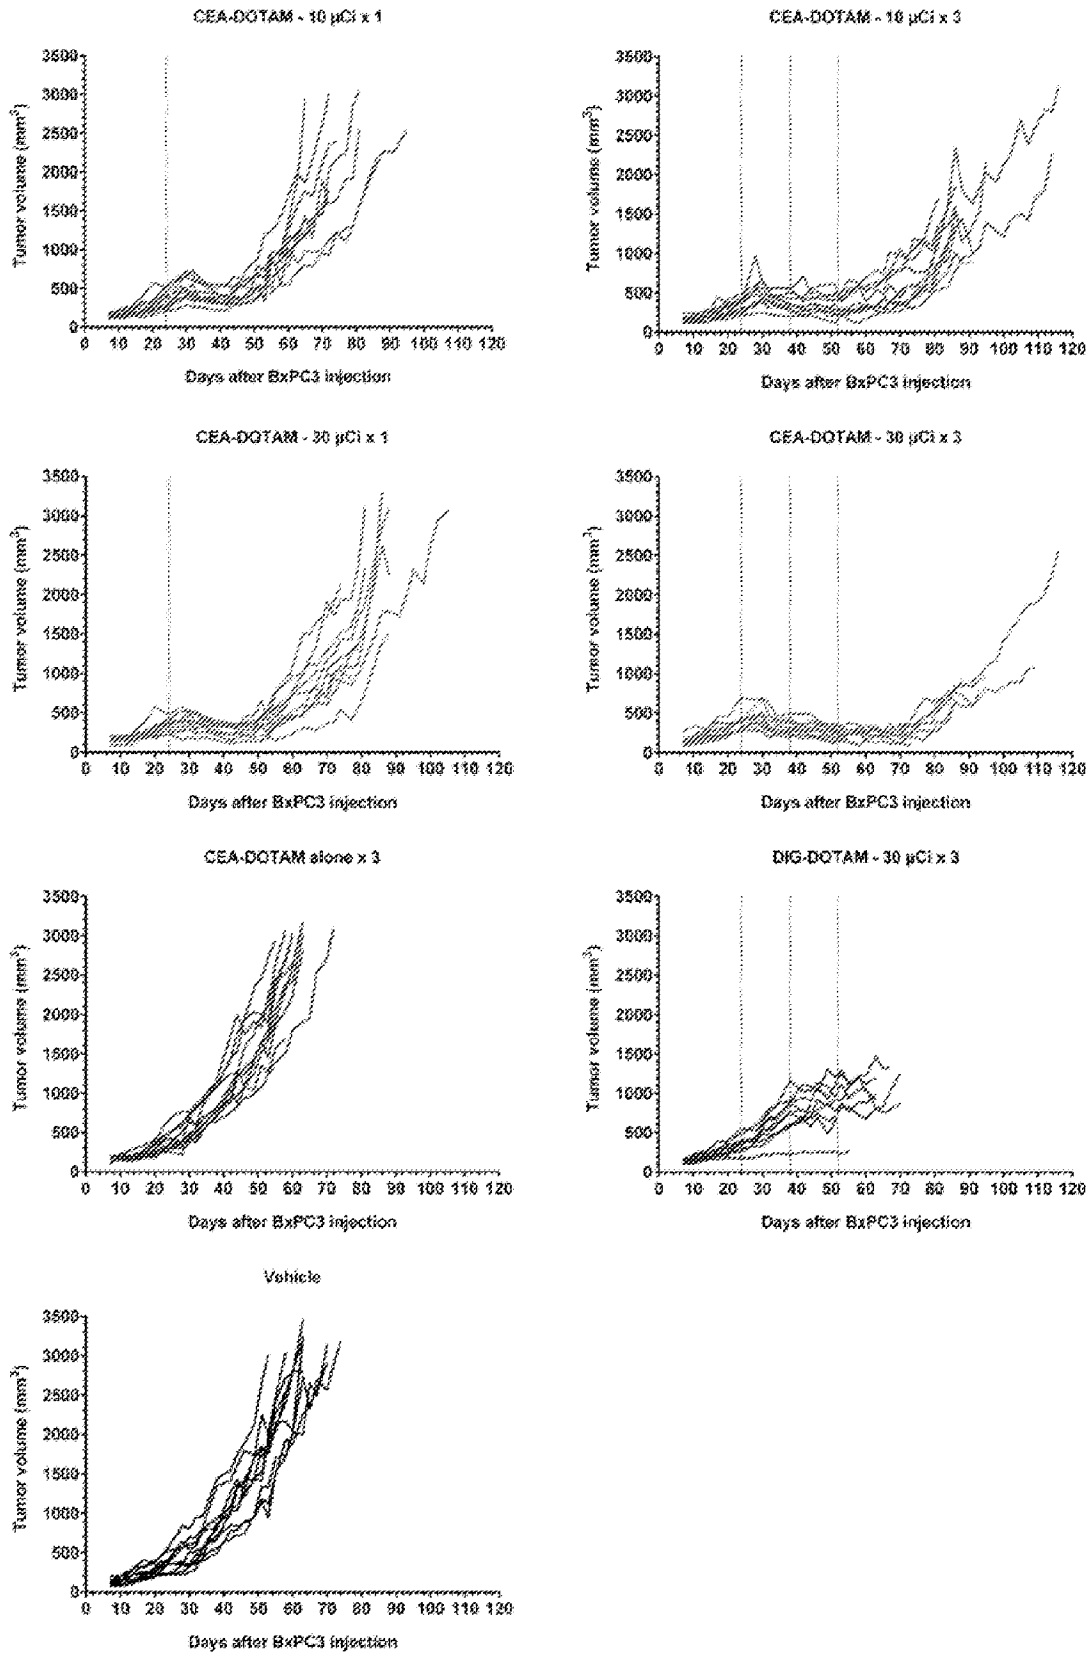 CEA-DOTAM - 10 µCi x 1
3500
3000
2500
2000
1500
1000
500
0
Tumor volume (mm³)
0 10 20 30 40 50 60 70 80 90 100 110 120
Days after BxPC3 injection
CEA-DOTAM - 10 µCi x 3
3500
3000
2500
2000
1500
1000
500
0
Tumor volume (mm³)
0 10 20 30 40 50 60 70 80 90 100 110 120
Days after BxPC3 injection
CEA-DOTAM - 30 µCi x 1
3500
3000
2500
2000
1500
1000
500
0
Tumor volume (mm³)
0 10 20 30 40 50 60 70 80 90 100 110 120
Days after BxPC3 injection
CEA-DOTAM - 30 µCi x 3
3500
3000
2500
2000
1500
1000
500
0
Tumor volume (mm³)
0 10 20 30 40 50 60 70 80 90 100 110 120
Days after BxPC3 injection
CEA-DOTAM alone x 3
3500
3000
2500
2000
1500
1000
500
0
Tumor volume (mm³)
0 10 20 30 40 50 60 70 80 90 100 110 120
Days after BxPC3 injection
DIG-DOTAM - 30 µCi x 3
3500
3000
2500
2000
1500
1000
500
0
Tumor volume (mm³)
0 10 20 30 40 50 60 70 80 90 100 110 120
Days after BxPC3 injection
Vehicle
3500
3000
2500
2000
1500
1000
500
0
Tumor volume (mm³)
0 10 20 30 40 50 60 70 80 90 100 110 120
Days after BxPC3 injection